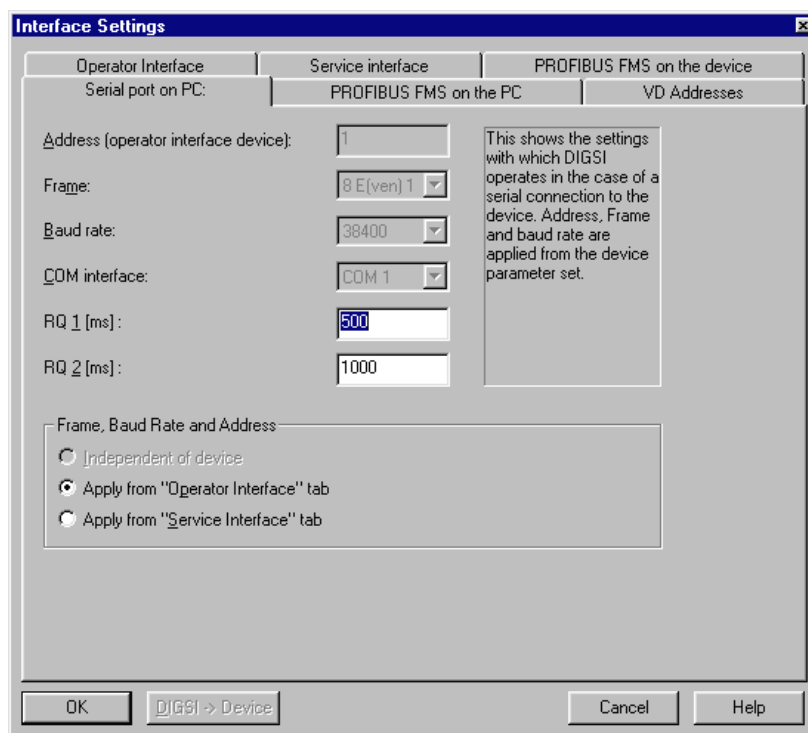 Interface Settings
Operator Interface
Service interface
PROFIBUS FMS on the device
Serial port on PC:
PROFIBUS FMS on the PC
VD Addresses
Address (operator interface device):
1
Frame:
8 E(ven) 1
Baud rate:
38400
COM interface:
COM 1
RQ 1 [ms] :
500
RQ 2 [ms] :
1000
This shows the settings
with which DIGSI
operates in the case of a
serial connection to the
device. Address, Frame
and baud rate are
applied from the device
parameter set.
Frame, Baud Rate and Address
Independent of device
Apply from "Operator Interface" tab
Apply from "Service Interface" tab
OK
DIGSI -> Device
Cancel
Help